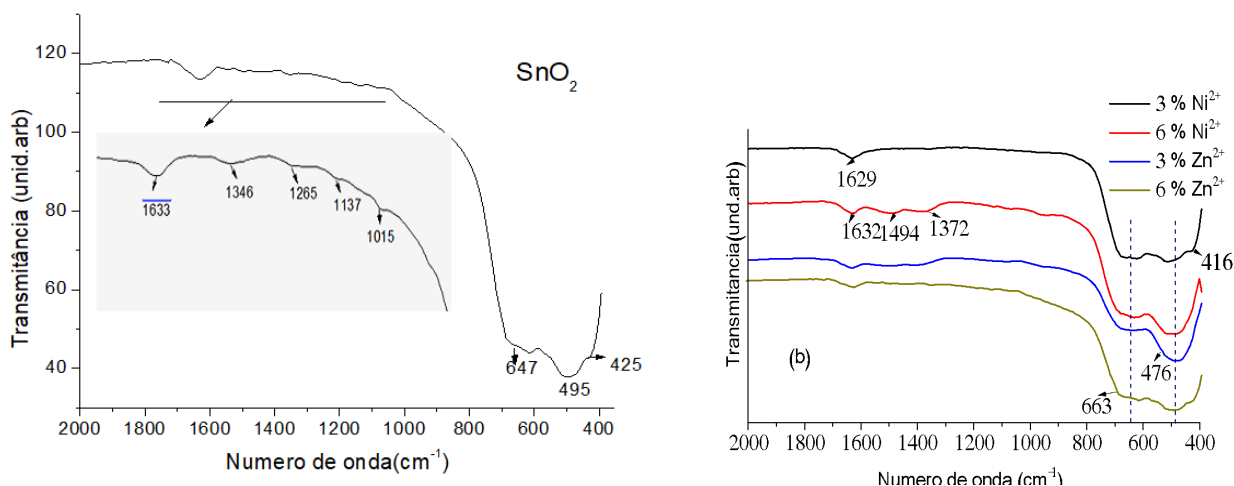 SnO₂
Transmitância (unid.arb)
120
100
80
60
40
1633
1346
1265
1137
1015
647
495
425
2000 1800 1600 1400 1200 1000 800 600 400
Numero de onda(cm⁻¹)
3 % Ni²⁺
6 % Ni²⁺
3 % Zn²⁺
6 % Zn²⁺
Transmitancia(und.arb)
1629
1632 1494 1372
416
476
663
(b)
2000 1800 1600 1400 1200 1000 800 600 400
Numero de onda (cm⁻¹)